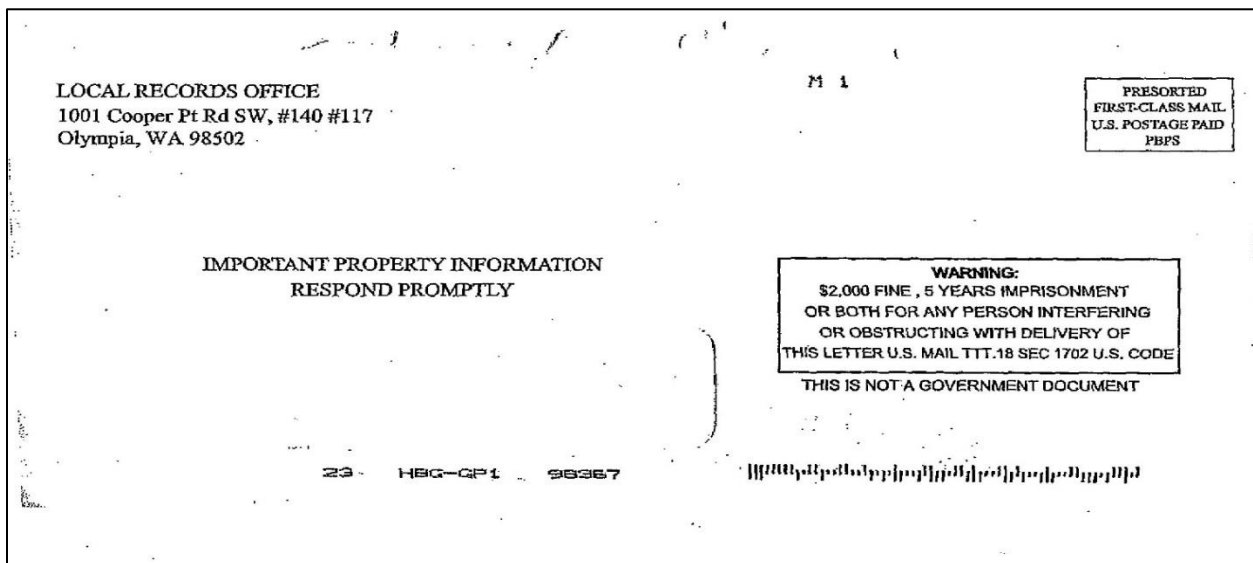 LOCAL RECORDS OFFICE
1001 Cooper Pt Rd SW, #140 #117
Olympia, WA 98502
M 1
PRESORTED
FIRST-CLASS MAIL
U.S. POSTAGE PAID
PBPS
IMPORTANT PROPERTY INFORMATION
RESPOND PROMPTLY
WARNING:
$2,000 FINE , 5 YEARS IMPRISONMENT
OR BOTH FOR ANY PERSON INTERFERING
OR OBSTRUCTING WITH DELIVERY OF
THIS LETTER U.S. MAIL TTT.18 SEC 1702 U.S. CODE
THIS IS NOT A GOVERNMENT DOCUMENT
23 HBG-GP1 98367